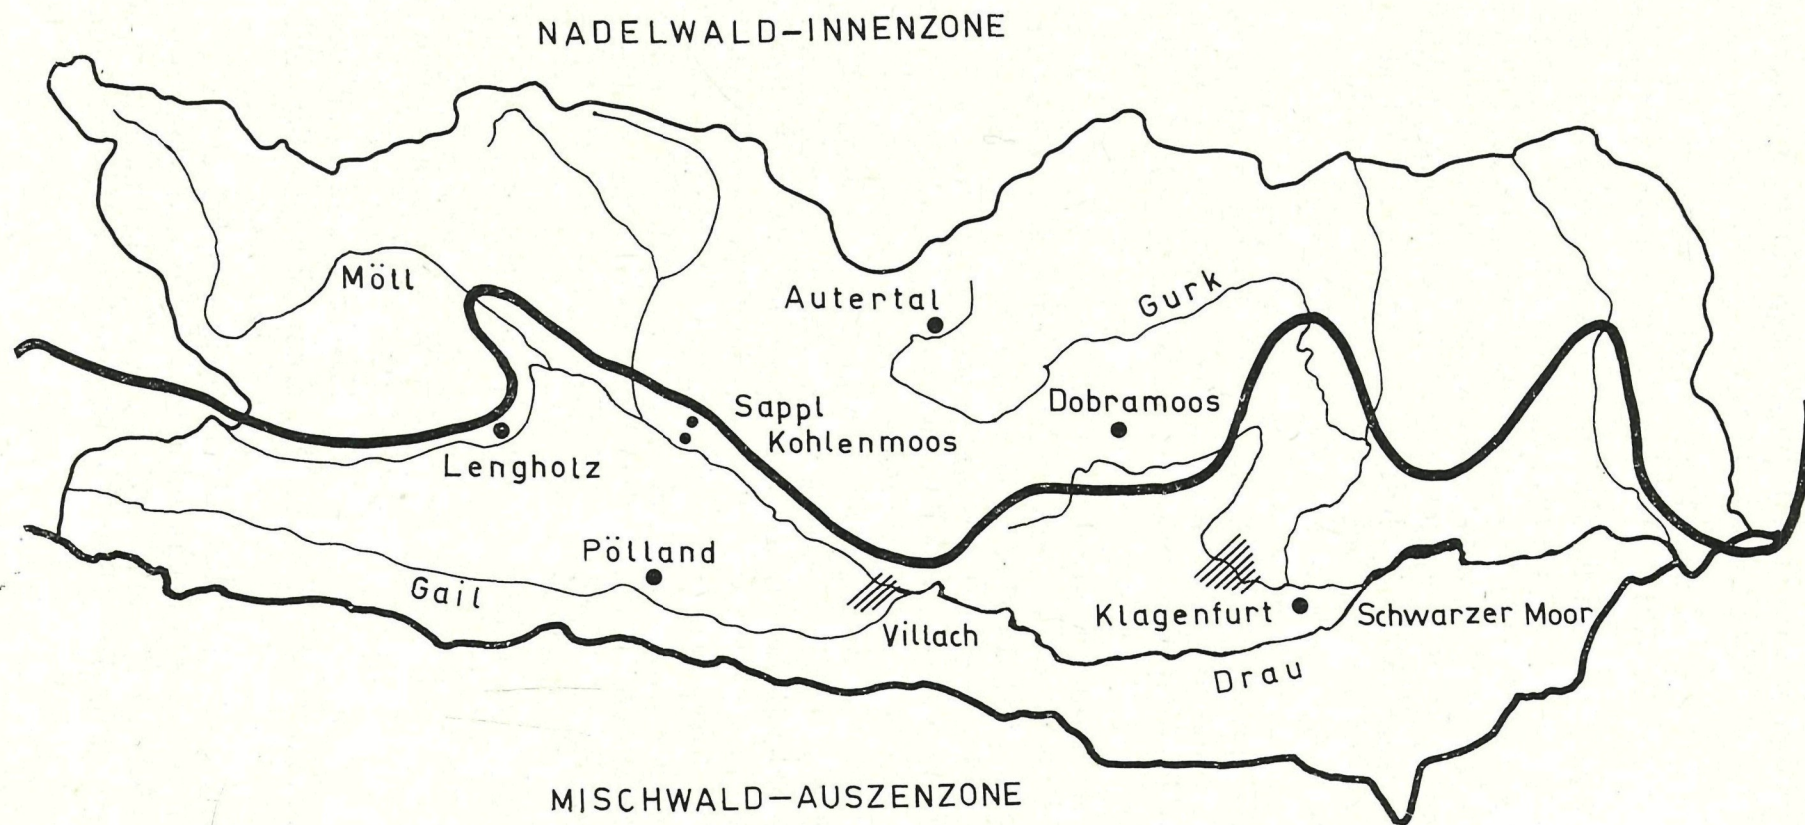 NADELWALD–INNENZONE
Möll
Autertal
Gurk
Sappl
Kohlenmoos
Dobramoos
Lengholz
Pölland
Gail
Villach
Klagenfurt
Schwarzer Moor
Drau
MISCHWALD–AUSZENZONE